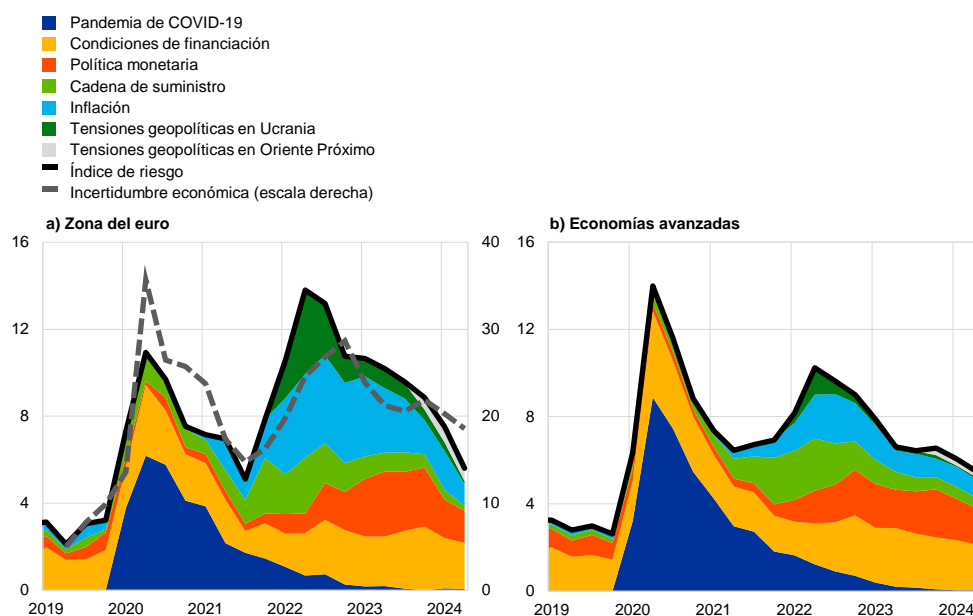 Pandemia de COVID-19
Condiciones de financiación
Política monetaria
Cadena de suministro
Inflación
Tensiones geopolíticas en Ucrania
Tensiones geopolíticas en Oriente Próximo
Índice de riesgo
Incertidumbre económica (escala derecha)
a) Zona del euro
16
12
8
4
0
40
30
20
10
0
2019 2020 2021 2022 2023 2024
b) Economías avanzadas
16
12
8
4
0
2019 2020 2021 2022 2023 2024